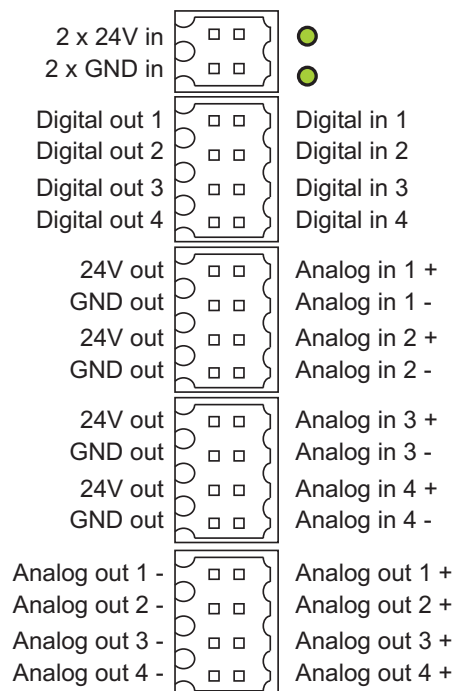 2 x 24V in
2 x GND in
Digital out 1 Digital in 1
Digital out 2 Digital in 2
Digital out 3 Digital in 3
Digital out 4 Digital in 4
24V out Analog in 1 +
GND out Analog in 1 -
24V out Analog in 2 +
GND out Analog in 2 -
24V out Analog in 3 +
GND out Analog in 3 -
24V out Analog in 4 +
GND out Analog in 4 -
Analog out 1 - Analog out 1 +
Analog out 2 - Analog out 2 +
Analog out 3 - Analog out 3 +
Analog out 4 - Analog out 4 +